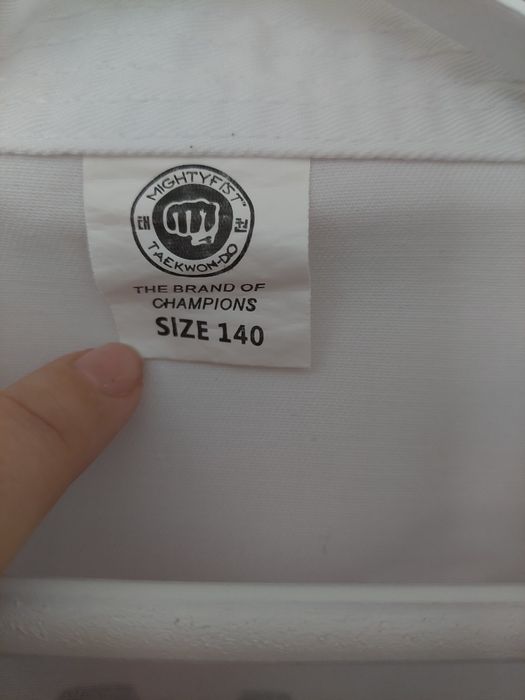 MIGHTYFIST
태 권
TAEKWON-DO
THE BRAND OF
CHAMPIONS
SIZE 140